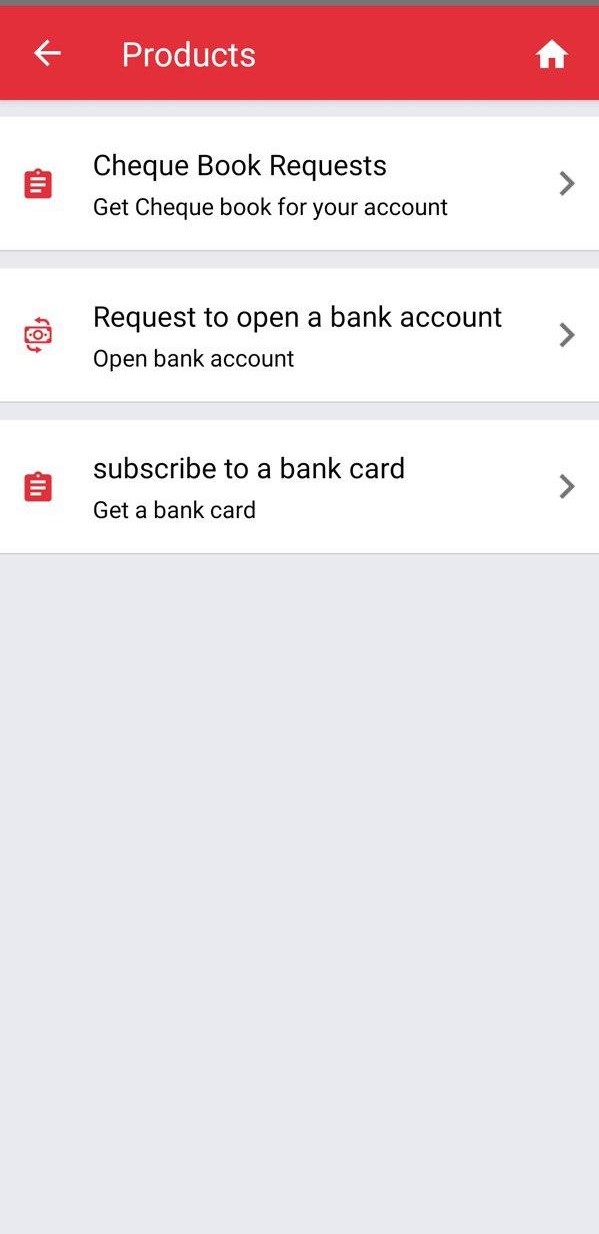 Products
Cheque Book Requests
Get Cheque book for your account
Request to open a bank account
Open bank account
subscribe to a bank card
Get a bank card